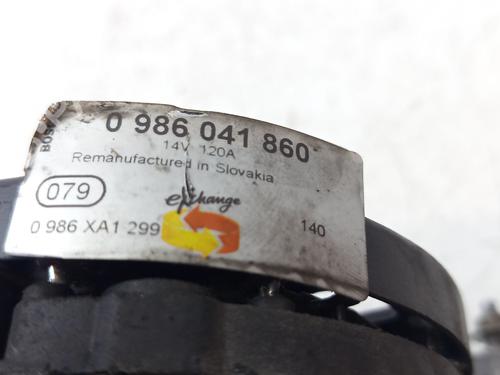 BOSCH
0 986 041 860
14V 120A
Remanufactured in Slovakia
079
exchange
0 986 XA1 299
140